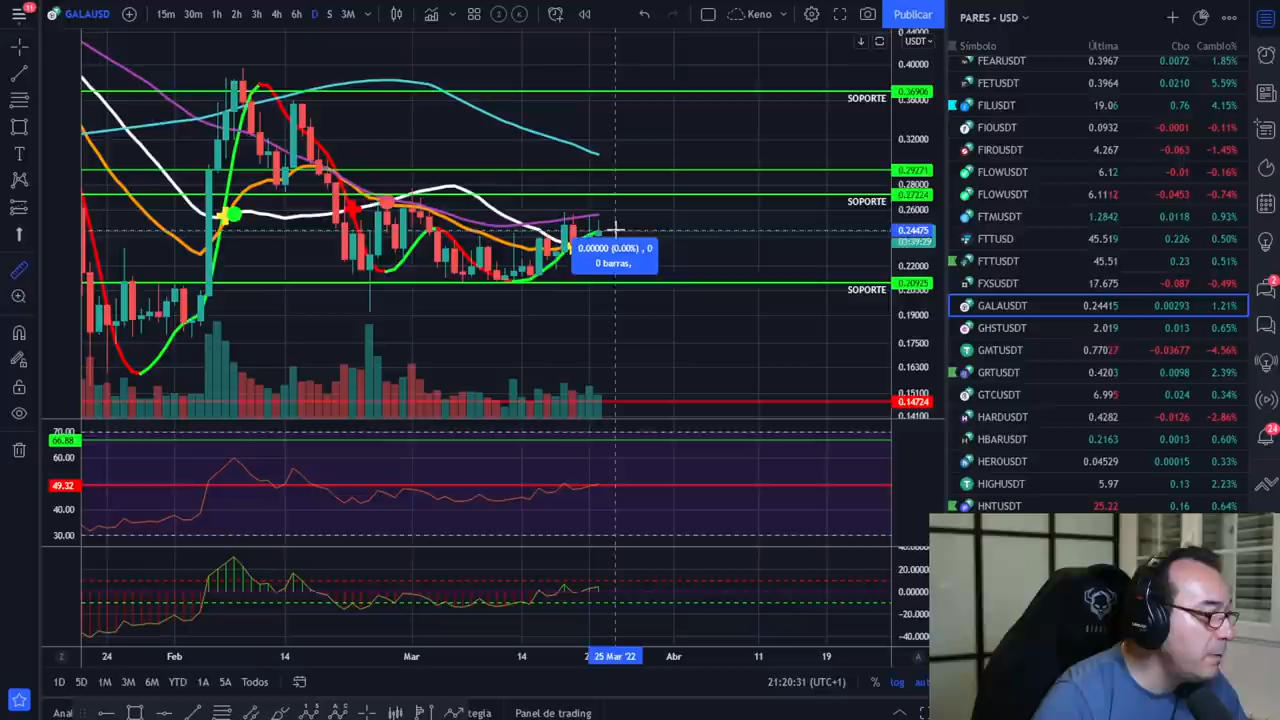 11
GALAUSD
15m 30m 1h 2h 3h 4h 6h D S 3M
Keno
Publicar
PARES - USD
Símbolo Última Cbo Cambio%
FEARUSDT 0.3967 0.0072 1.85%
FETUSDT 0.3964 0.0210 5.59%
FILUSDT 19.06 0.76 4.15%
FIOUSDT 0.0932 -0.0001 -0.11%
FIROUSDT 4.267 -0.063 -1.45%
FLOWUSDT 6.12 -0.01 -0.16%
FLOWUSDT 6.1112 -0.0453 -0.74%
FTMUSDT 1.2842 0.0118 0.93%
FTTUSD 45.519 0.226 0.50%
FTTUSDT 45.51 0.23 0.51%
FXSUSDT 17.675 -0.087 -0.49%
GALAUSDT 0.24415 0.00293 1.21%
GHSTUSDT 2.019 0.013 0.65%
GMTUSDT 0.77027 -0.03677 -4.56%
GRTUSDT 0.4203 0.0098 2.39%
GTCUSDT 6.995 0.024 0.34%
HARDUSDT 0.4282 -0.0126 -2.86%
HBARUSDT 0.2163 0.0013 0.60%
HEROUSDT 0.04529 0.00015 0.33%
HIGHUSDT 5.97 0.13 2.23%
HNTUSDT 25.22 0.16 0.64%
2
24
USDT
0.40000
0.36906
0.36000
SOPORTE
0.32000
0.29271
0.28000
0.27224
SOPORTE
0.26000
0.24475
03:39:29
0.22000
0.20925
SOPORTE
0.19000
0.17500
0.16300
0.15100
0.14724
0.14100
0.00000 (0.00%) , 0
0 barras,
70.00
66.88
60.00
49.32
40.00
30.00
20.0000
0.00000
-20.0000
-40.0000
Z 24 Feb 14 Mar 14 25 Mar '22 Abr 11 19 A
1D 5D 1M 3M 6M YTD 1A 5A Todos
21:20:31 (UTC+1) % log
Panel de trading